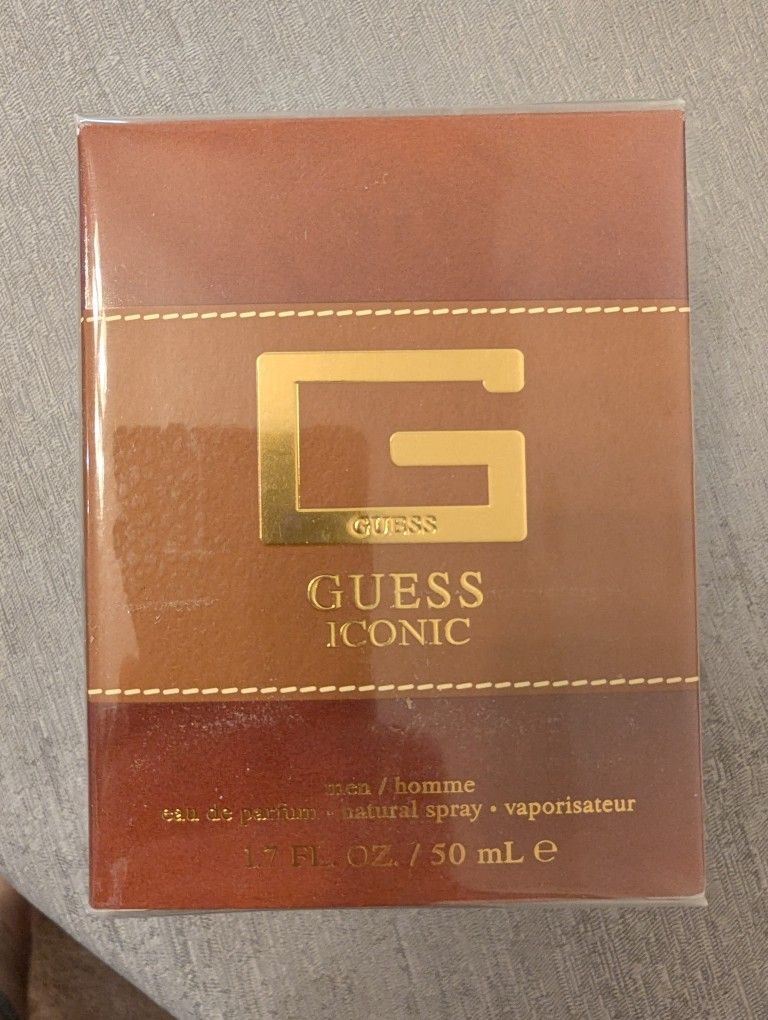 G
GUESS
GUESS
ICONIC
men / homme
eau de parfum • natural spray • vaporisateur
1.7 FL. OZ. / 50 mL ℮